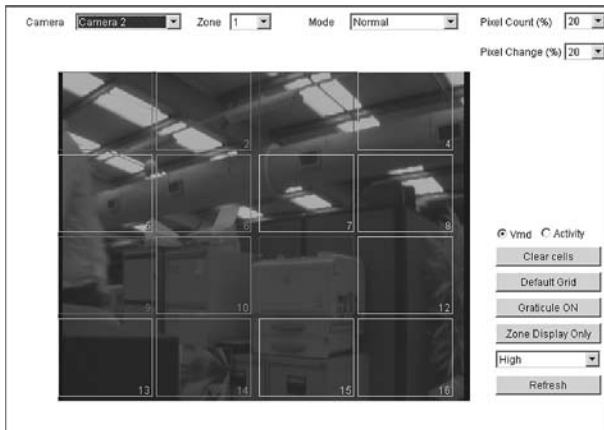 Camera Camera 2 Zone 1 Mode Normal Pixel Count (%) 20
Pixel Change (%) 20
2 4
5 6 7 8
Vmd Activity
Clear cells
Default Grid
9 10 12
Graticule ON
Zone Display Only
High
Refresh
13 14 15 16